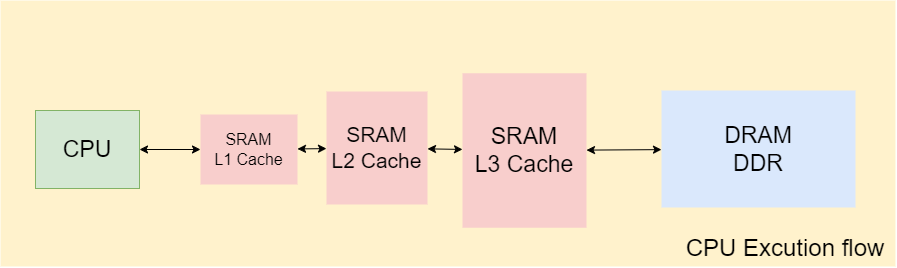 CPU
SRAM
L1 Cache
SRAM
L2 Cache
SRAM
L3 Cache
DRAM
DDR
CPU Excution flow